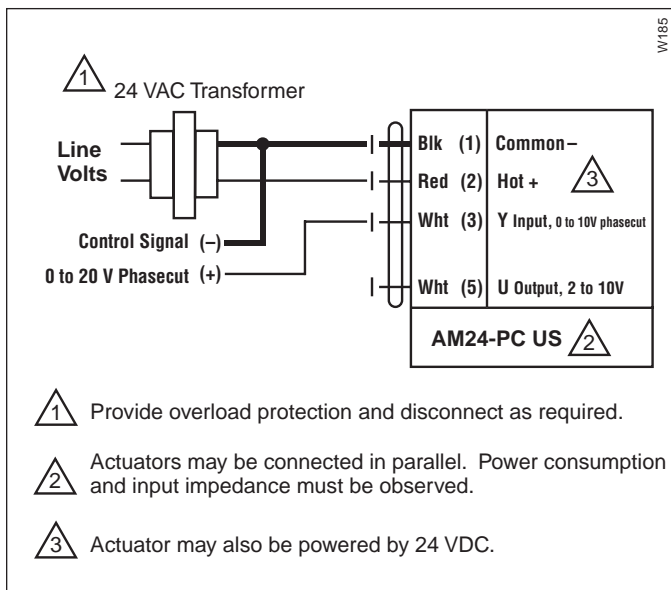 W185
1
24 VAC Transformer
Line
Volts
Blk (1) Common –
Red (2) Hot +
3
Wht (3) Y Input, 0 to 10V phasecut
Control Signal (–)
0 to 20 V Phasecut (+)
Wht (5) U Output, 2 to 10V
AM24-PC US 2
1 Provide overload protection and disconnect as required.
2 Actuators may be connected in parallel. Power consumption
and input impedance must be observed.
3 Actuator may also be powered by 24 VDC.